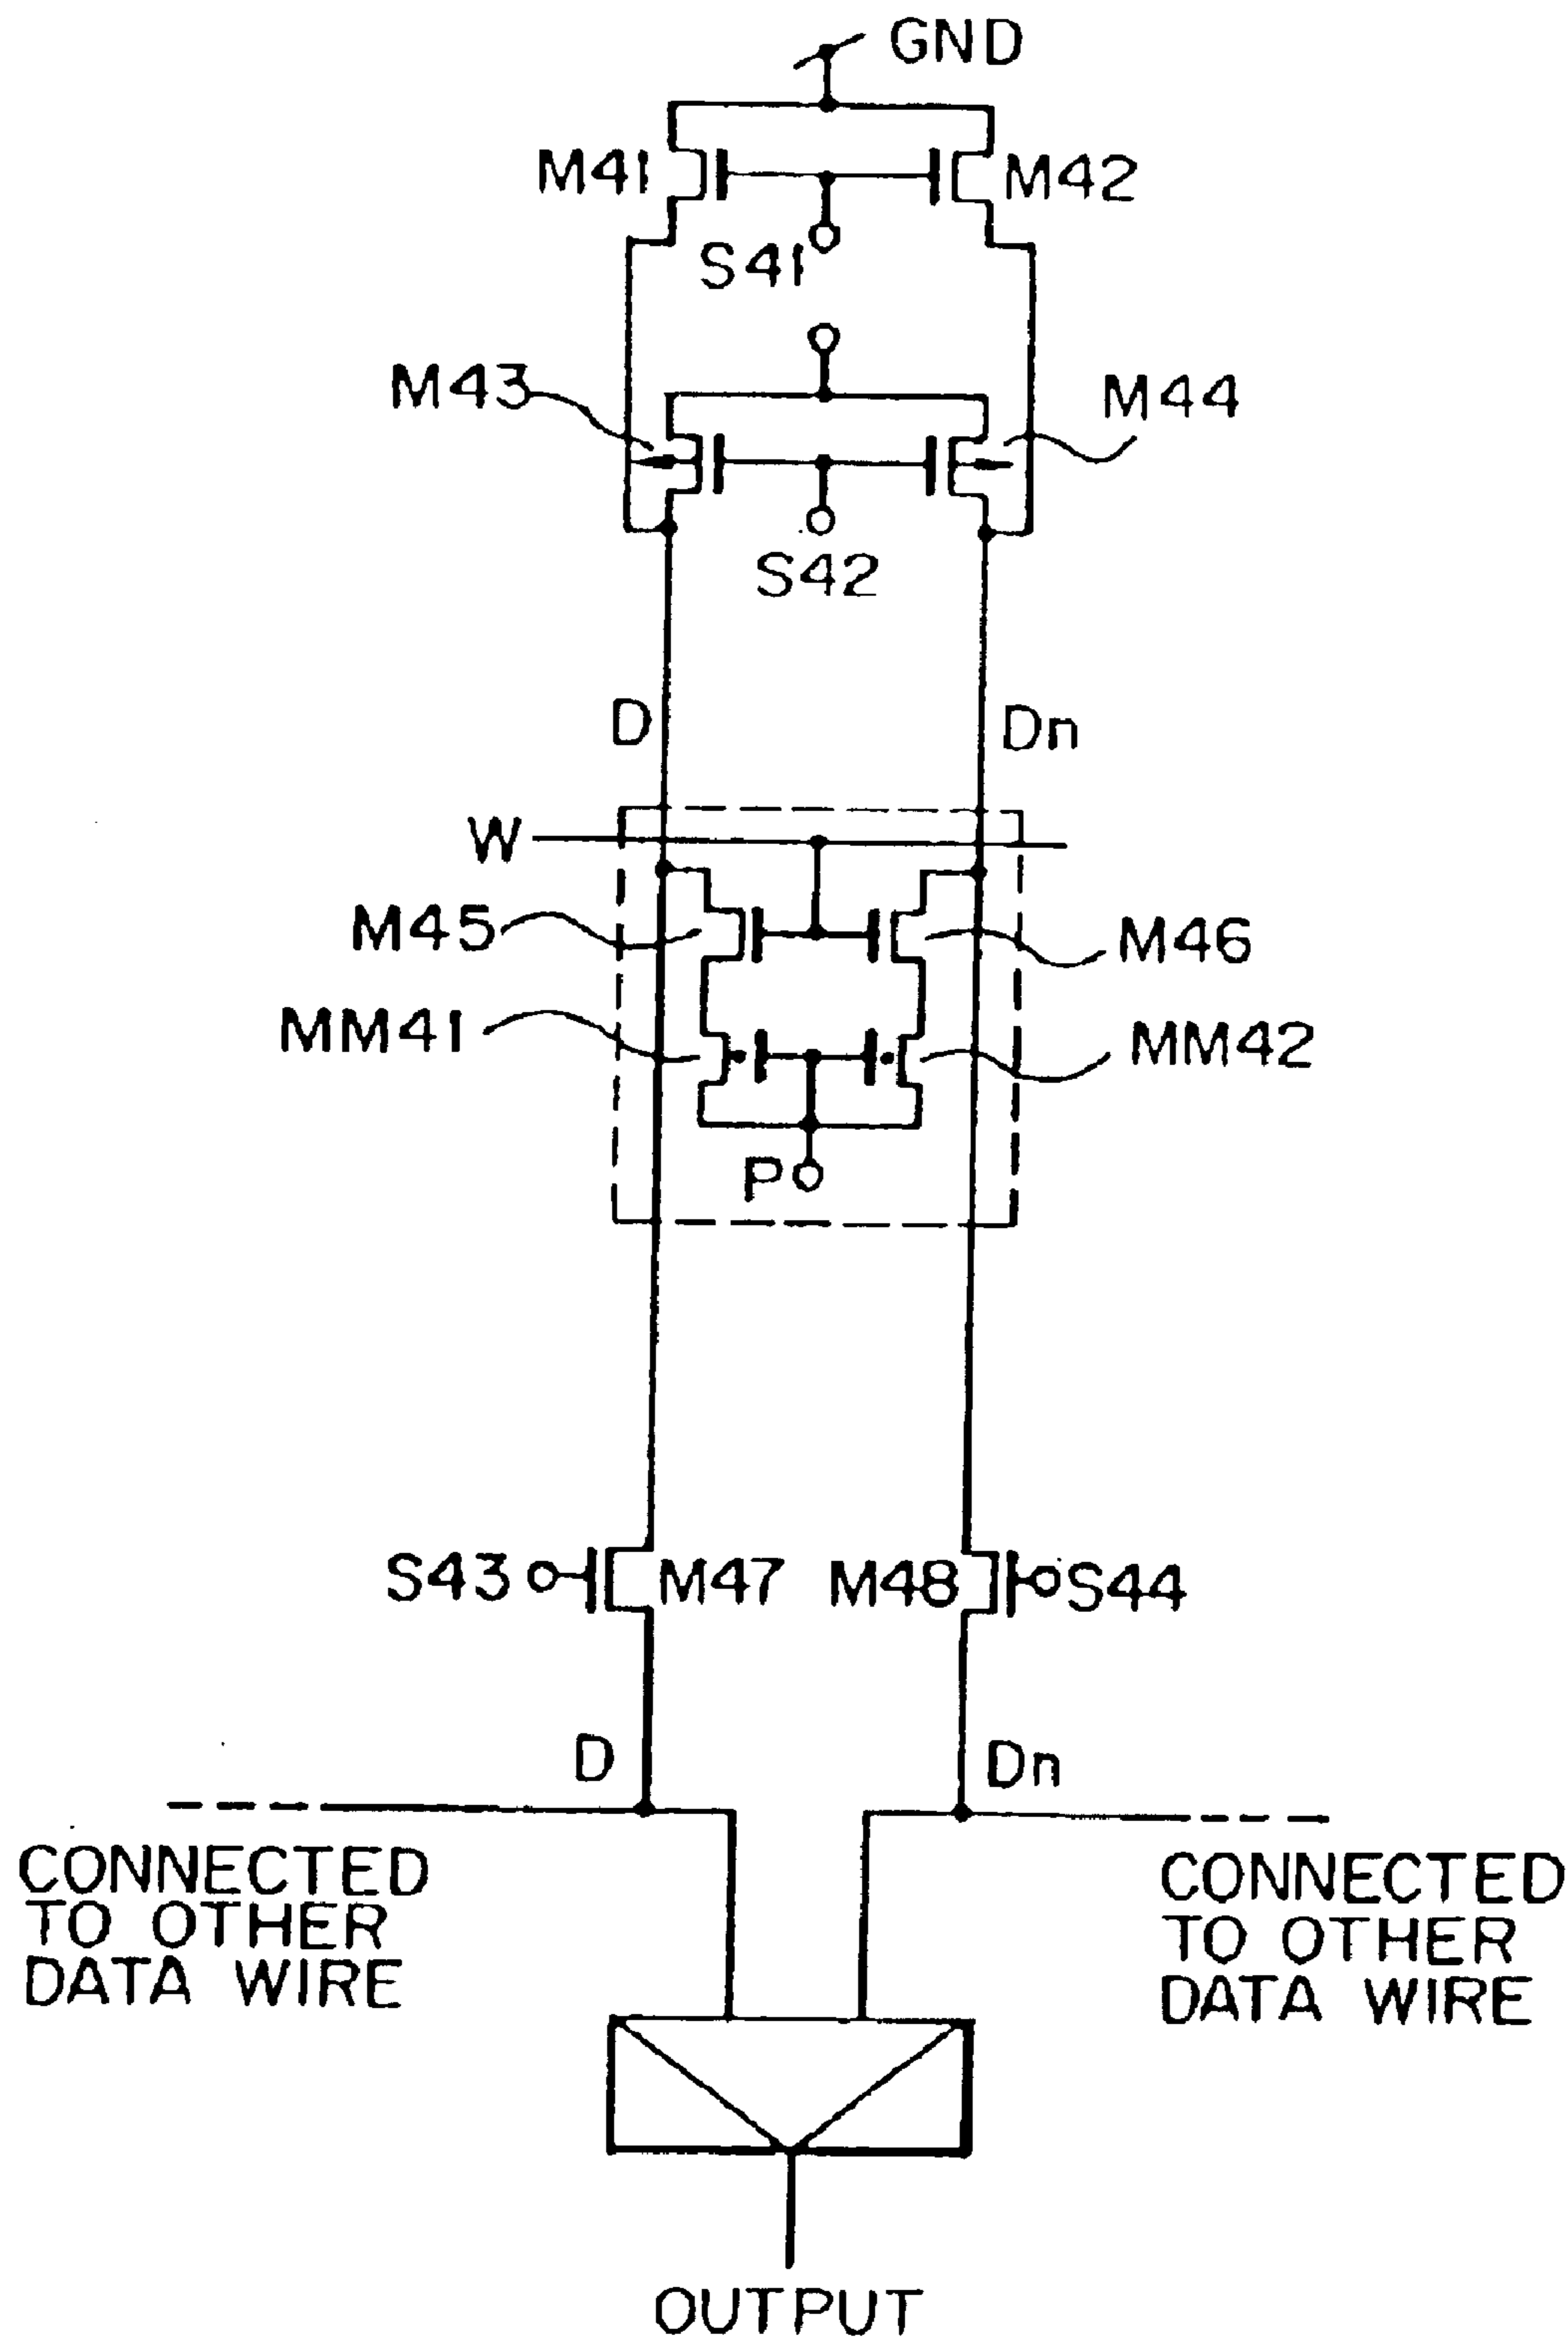 GND
M41
M42
S41
M43
M44
S42
D
Dn
W
M45
M46
MM41
MM42
P
S43
M47
M48
S44
D
Dn
CONNECTED
TO OTHER
DATA WIRE
CONNECTED
TO OTHER
DATA WIRE
OUTPUT